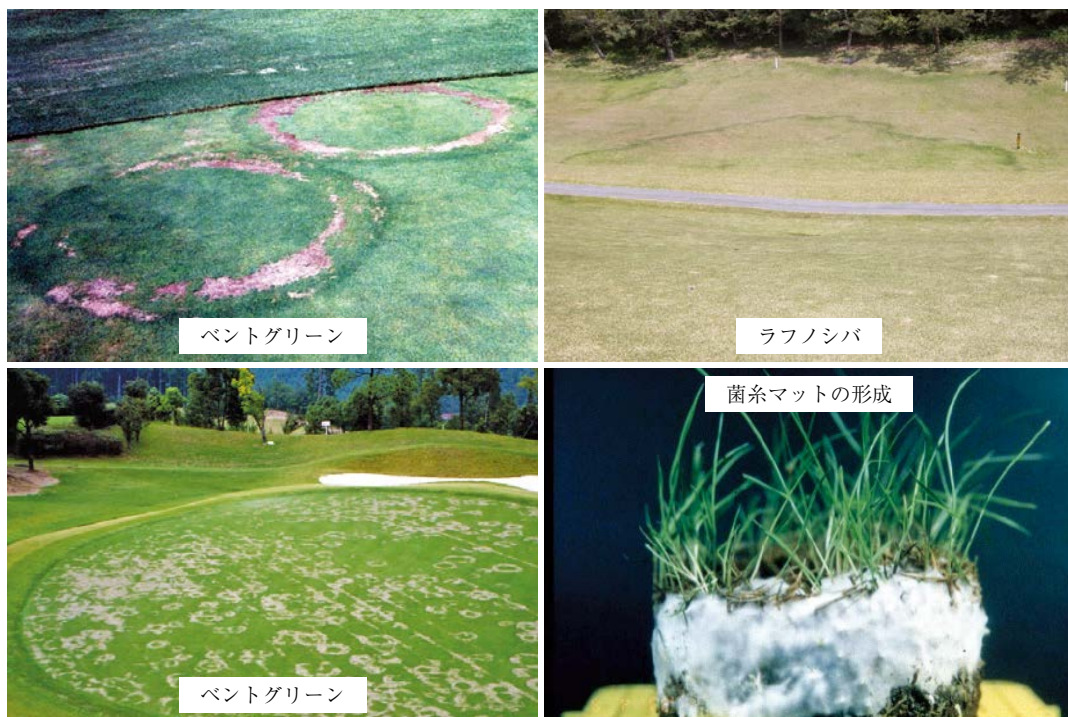 ベントグリーン
ラフノシバ
菌糸マットの形成
ベントグリーン